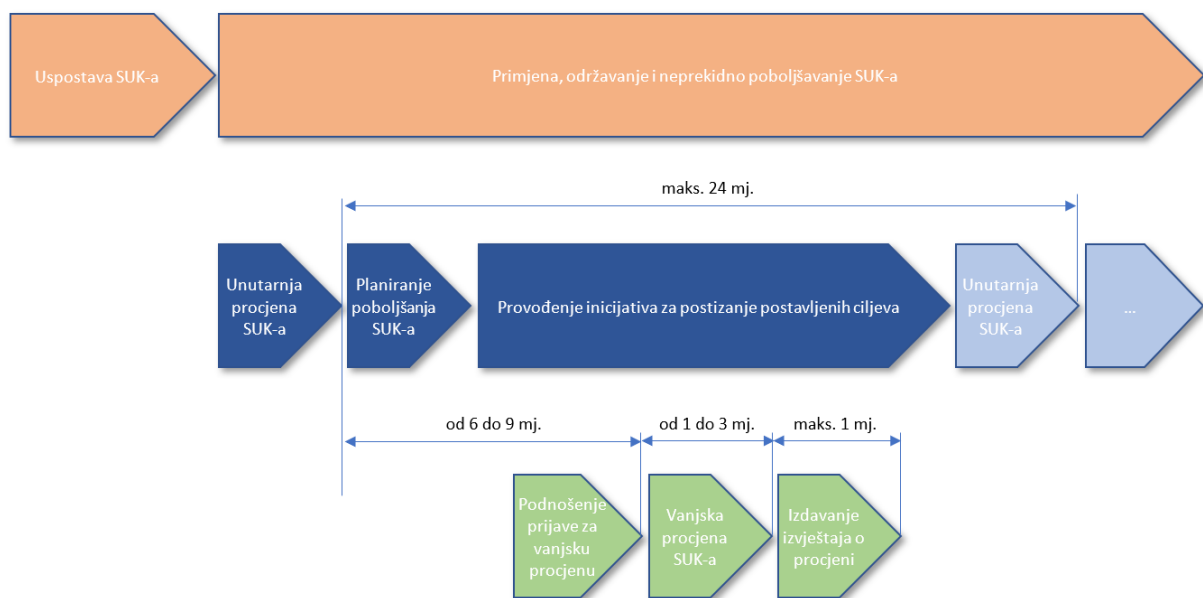 Uspostava SUK-a
Primjena, održavanje i neprekidno poboljšavanje SUK-a
maks. 24 mj.
Unutarnja
procjena
SUK-a
Planiranje
poboljšanja
SUK-a
Provođenje inicijativa za postizanje postavljenih ciljeva
Unutarnja
procjena
SUK-a
...
od 6 do 9 mj.
od 1 do 3 mj.
maks. 1 mj.
Podnošenje
prijave za
vanjsku
procjenu
Vanjska
procjena
SUK-a
Izdavanje
izvještaja o
procjeni